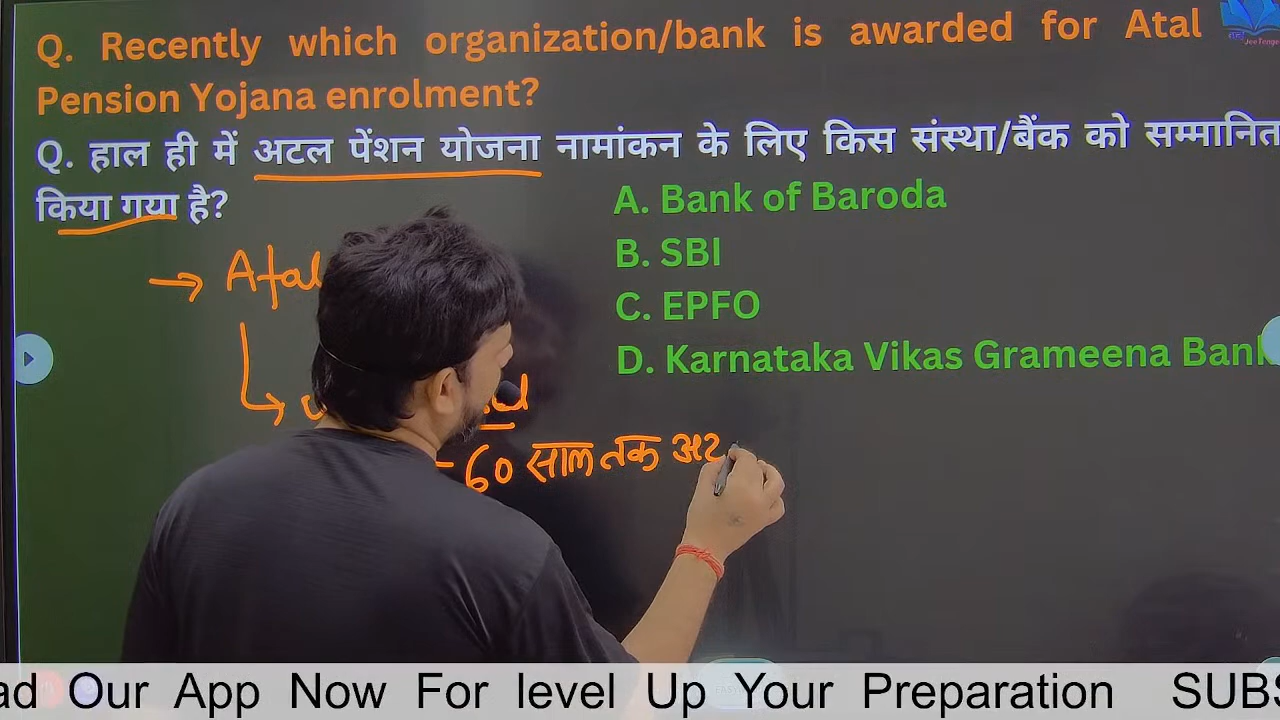 Q. Recently which organization/bank is awarded for Atal
Pension Yojana enrolment?
Q. हाल ही में अटल पेंशन योजना नामांकन के लिए किस संस्था/बैंक को सम्मानित
किया गया है?
A. Bank of Baroda
B. SBI
C. EPFO
D. Karnataka Vikas Grameena Bank
→ Atal
60 साल तक अट
ad Our App Now For level Up Your Preparation SUBS